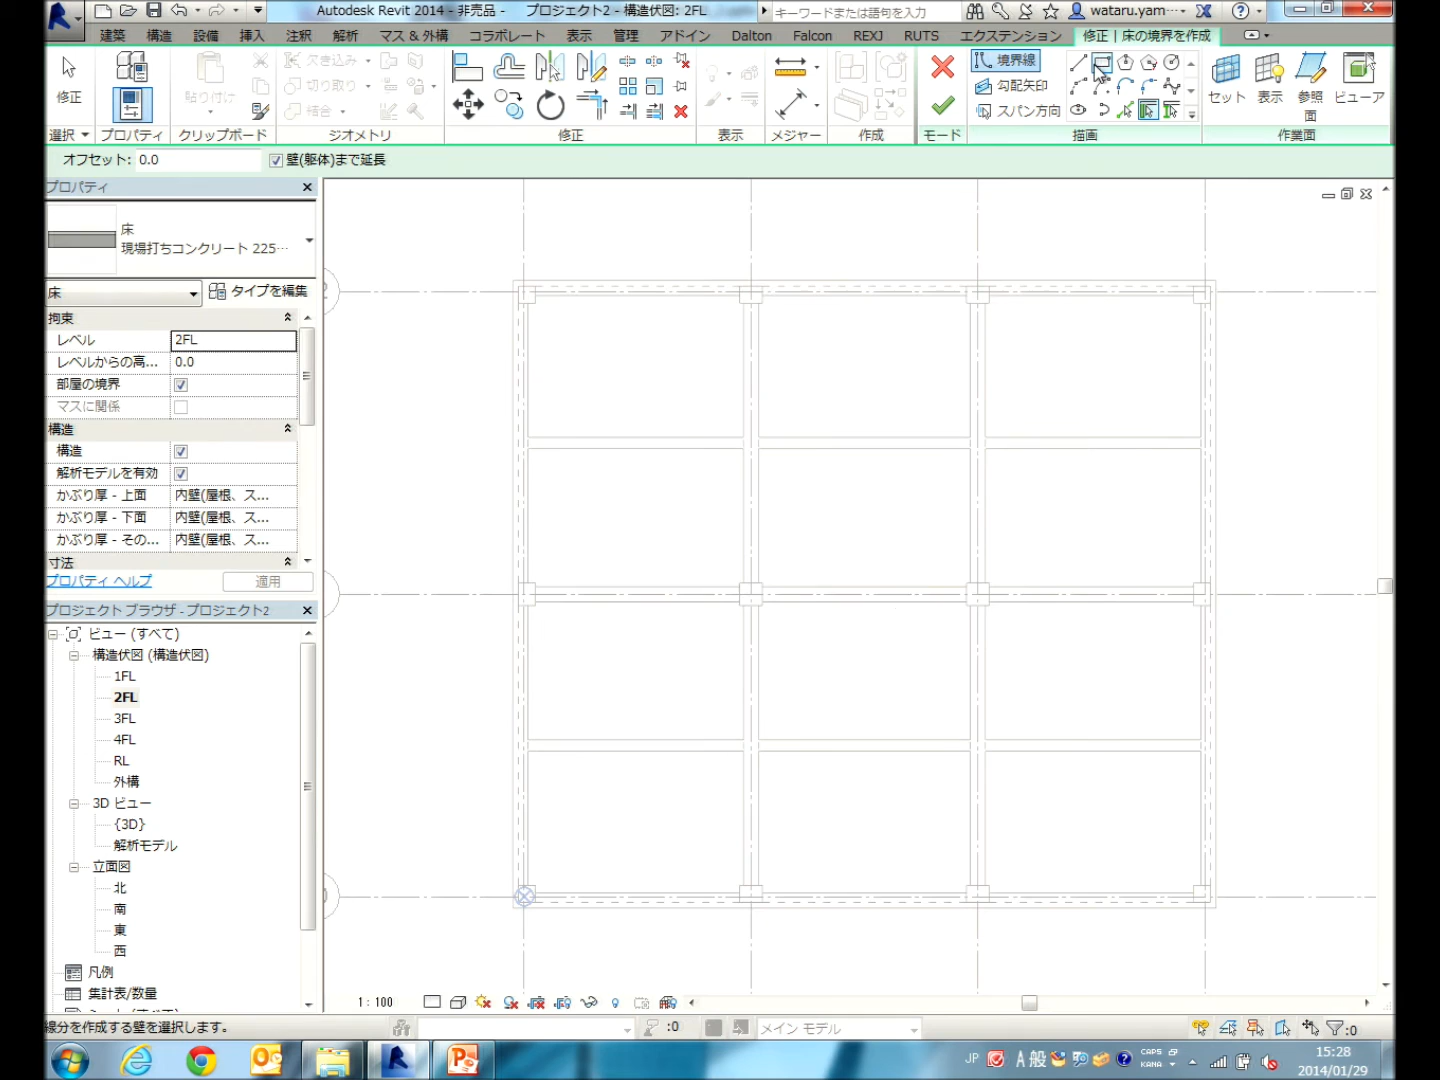 Autodesk Revit 2014 - 非売品 - プロジェクト2 - 構造伏図: 2FL
キーワードまたは語句を入力
wataru.yam…
建築 構造 設備 挿入 注釈 解析 マス & 外構 コラボレート 表示 管理 アドイン Dalton Falcon REXJ RUTS エクステンション 修正 | 床の境界を作成
修正
貼り付け
欠き込み
切り取り
結合
境界線
勾配矢印
スパン方向
セット 表示 参照面 ビューア
選択 プロパティ クリップボード ジオメトリ 修正 表示 メジャー 作成 モード 描画 作業面
オフセット: 0.0 壁(躯体)まで延長
プロパティ
床
現場打ちコンクリート 225…
床 タイプを編集
拘束
レベル 2FL
レベルからの高... 0.0
部屋の境界
マスに関係
構造
構造
解析モデルを有効
かぶり厚 - 上面 内壁(屋根、ス...
かぶり厚 - 下面 内壁(屋根、ス...
かぶり厚 - その... 内壁(屋根、ス...
寸法
プロパティ ヘルプ 適用
プロジェクト ブラウザ - プロジェクト2
ビュー (すべて)
構造伏図 (構造伏図)
1FL
2FL
3FL
4FL
RL
外構
3D ビュー
{3D}
解析モデル
立面図
北
南
東
西
凡例
集計表/数量
1 : 100
線分を作成する壁を選択します。
:0
メイン モデル
:0
JP
A 般
CAPS
KANA
15:28
2014/01/29